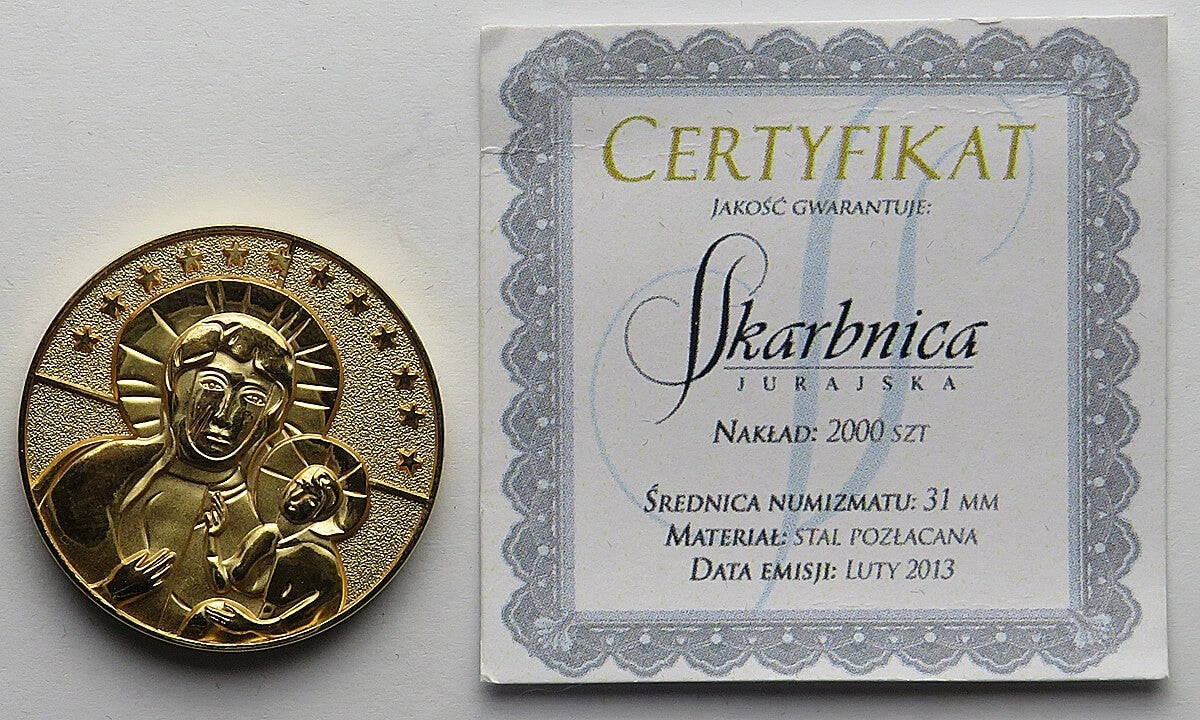 CERTYFIKAT
JAKOŚĆ GWARANTUJE:
Skarbnica
JURAJSKA
NAKŁAD: 2000 SZT
ŚREDNICA NUMIZMATU: 31 MM
MATERIAŁ: STAL POZŁACANA
DATA EMISJI: LUTY 2013